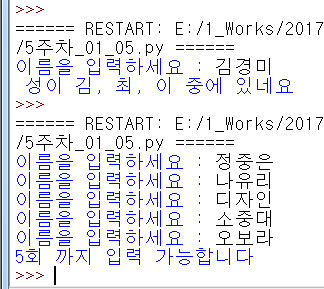 >>>
====== RESTART: E:/1_Works/2017
/5주차_01_05.py ======
이름을 입력하세요 : 김경미
 성이 김, 최, 이 중에 있네요
>>>
====== RESTART: E:/1_Works/2017
/5주차_01_05.py ======
이름을 입력하세요 : 정중은
이름을 입력하세요 : 나유리
이름을 입력하세요 : 디자인
이름을 입력하세요 : 소중대
이름을 입력하세요 : 오보라
5회 까지 입력 가능합니다
>>>